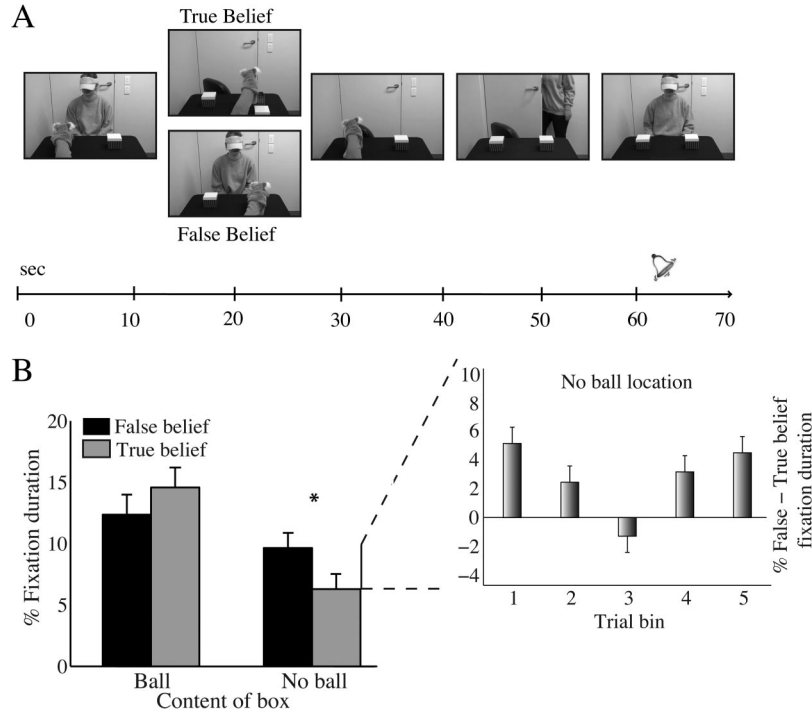 A
True Belief
False Belief
sec
0 10 20 30 40 50 60 70
B
% Fixation duration
20
15
10
5
0
False belief
True belief
*
Ball No ball
Content of box
No ball location
10
8
6
4
2
0
−2
−4
1 2 3 4 5
Trial bin
% False − True belief
fixation duration